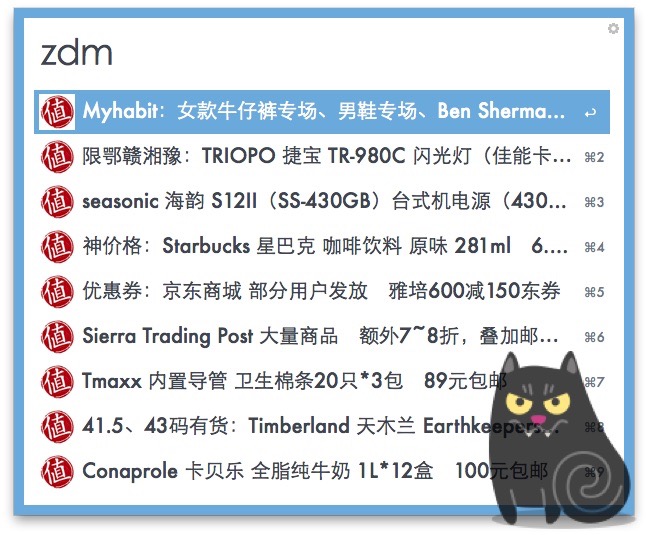 zdm
值 Myhabit：女款牛仔裤专场、男鞋专场、Ben Sherma... ↩
值 限鄂赣湘豫：TRIOPO 捷宝 TR-980C 闪光灯（佳能卡... ⌘2
值 seasonic 海韵 S12II（SS-430GB）台式机电源（430... ⌘3
值 神价格：Starbucks 星巴克 咖啡饮料 原味 281ml 6.... ⌘4
值 优惠券：京东商城 部分用户发放 雅培600减150东券 ⌘5
值 Sierra Trading Post 大量商品 额外7~8折，叠加邮... ⌘6
值 Tmaxx 内置导管 卫生棉条20只*3包 89元包邮 ⌘7
值 41.5、43码有货：Timberland 天木兰 Earthkeepers... ⌘8
值 Conaprole 卡贝乐 全脂纯牛奶 1L*12盒 100元包邮 ⌘9